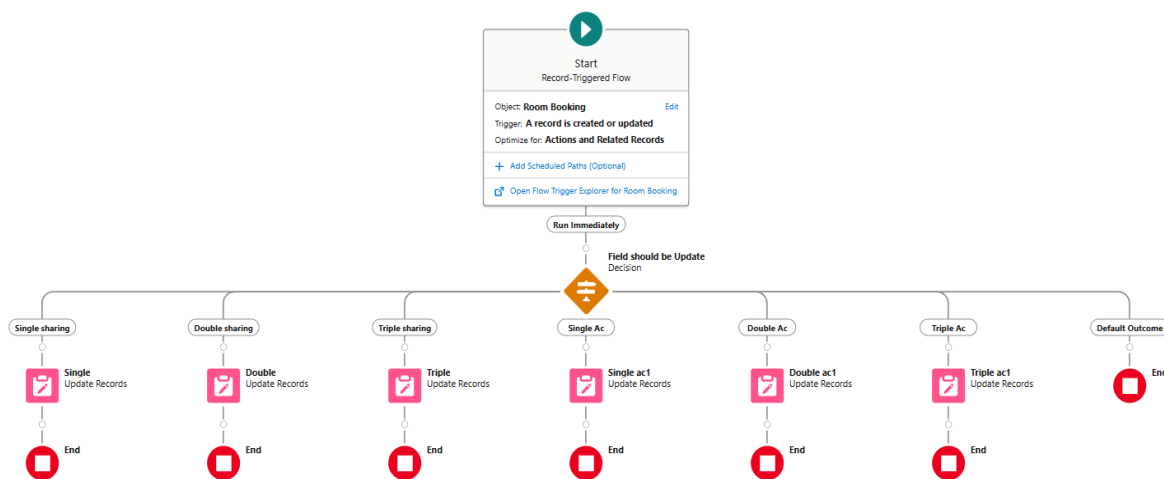 Start
Record-Triggered Flow
Object: Room Booking Edit
Trigger: A record is created or updated
Optimize for: Actions and Related Records
+ Add Scheduled Paths (Optional)
Open Flow Trigger Explorer for Room Booking
Run Immediately
Field should be Update
Decision
Single sharing
Double sharing
Triple sharing
Single Ac
Double Ac
Triple Ac
Default Outcome
Single
Update Records
Double
Update Records
Triple
Update Records
Single ac1
Update Records
Double ac1
Update Records
Triple ac1
Update Records
End
End
End
End
End
End
End